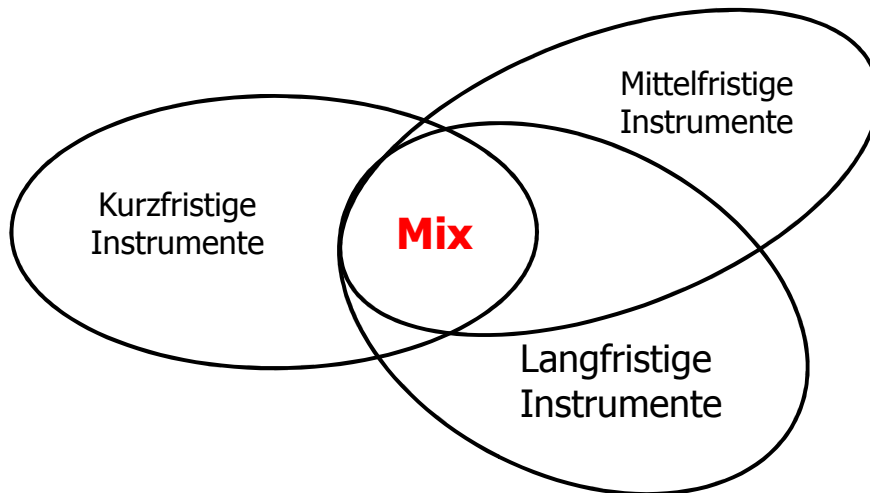 Mittelfristige
Instrumente
Kurzfristige
Instrumente
Mix
Langfristige
Instrumente